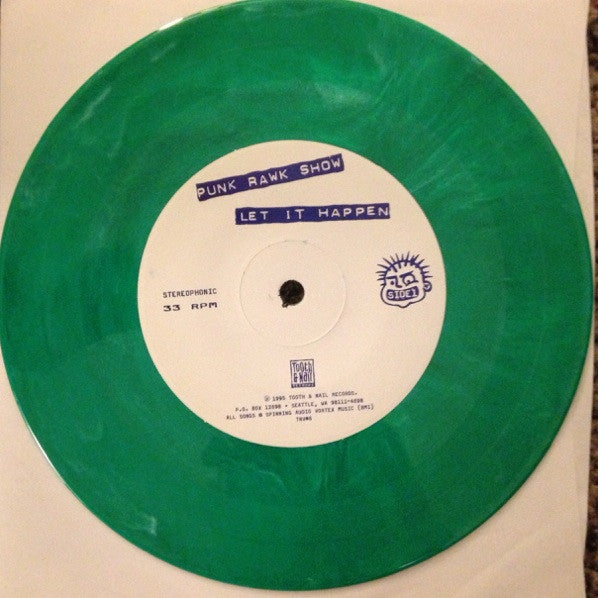 PUNK RAWK SHOW
LET IT HAPPEN
STEREOPHONIC
33 RPM
SIDE 1
Tooth
& Nail
RECORDS
℗ 1995 TOOTH & NAIL RECORDS.
P.O. BOX 12698 • SEATTLE, WA 98111-4698
ALL SONGS © SPINNING AUDIO VORTEX MUSIC (BMI)